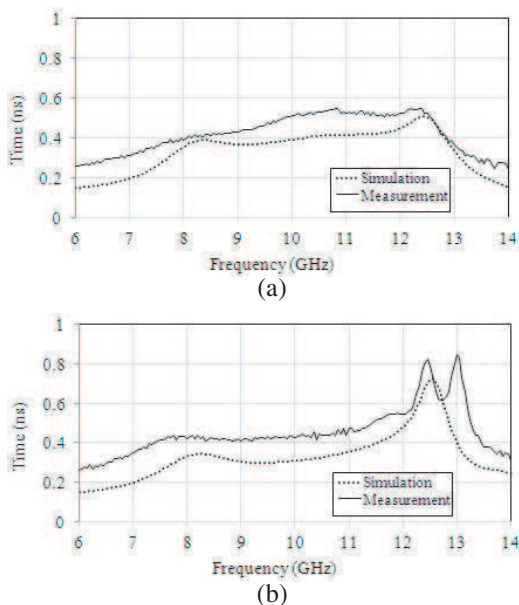 1
0.8
0.6
0.4
0.2
0
Time (ns)
Simulation
Measurement
6 7 8 9 10 11 12 13 14
Frequency (GHz)
(a)
1
0.8
0.6
0.4
0.2
0
Time (ns)
Simulation
Measurement
6 7 8 9 10 11 12 13 14
Frequency (GHz)
(b)